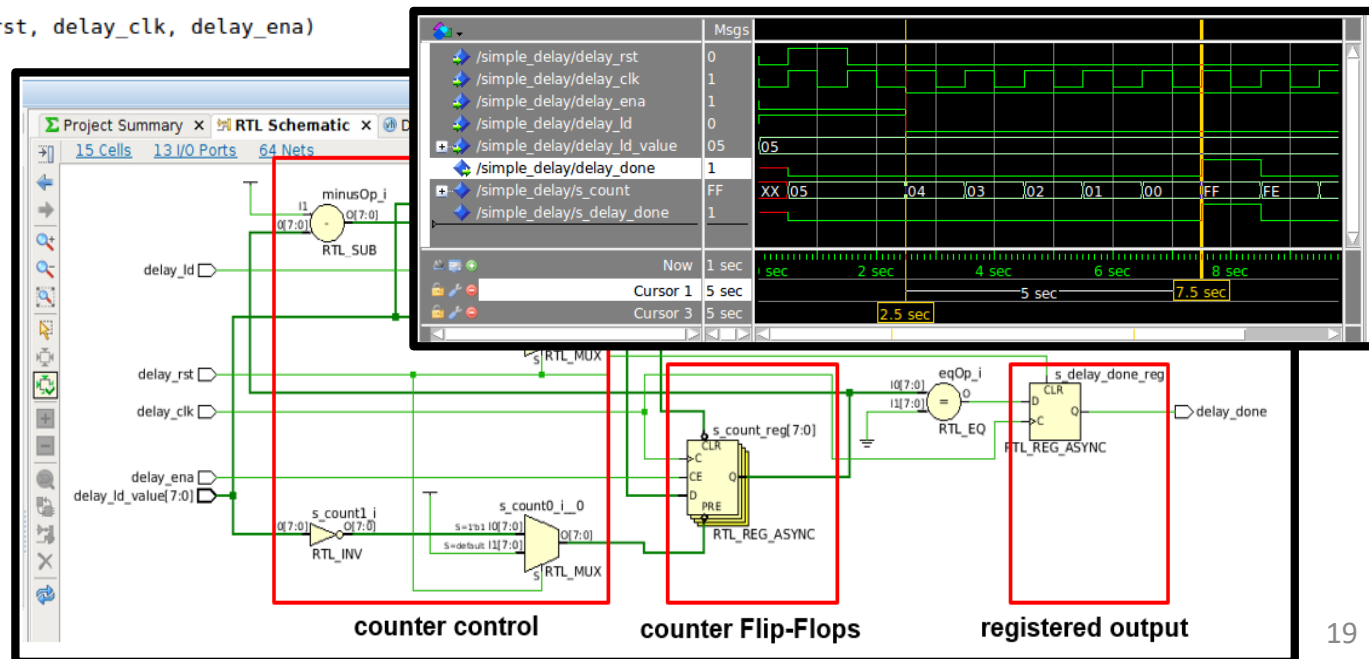 rst, delay_clk, delay_ena)
Msgs
/simple_delay/delay_rst 0
/simple_delay/delay_clk 1
/simple_delay/delay_ena 1
/simple_delay/delay_ld 0
/simple_delay/delay_ld_value 05 05
/simple_delay/delay_done 1
/simple_delay/s_count FF XX 05 04 03 02 01 00 FF FE
/simple_delay/s_delay_done 1
Now 1 sec sec 2 sec 4 sec 6 sec 8 sec
Cursor 1 5 sec 5 sec 7.5 sec
Cursor 3 5 sec 2.5 sec
Σ Project Summary × RTL Schematic × D
15 Cells 13 I/O Ports 64 Nets
minusOp_i
I1
0[7:0] O[7:0]
-
RTL_SUB
delay_ld
S RTL_MUX
delay_rst
delay_clk
delay_ena
delay_ld_value[7:0]
s_count1_i
0[7:0] O[7:0]
RTL_INV
s_count0_i__0
S=1'b1 I0[7:0]
O[7:0]
S=default I1[7:0]
S RTL_MUX
s_count_reg[7:0]
CLR
C
CE Q
D
PRE
RTL_REG_ASYNC
eqOp_i
I0[7:0]
O
I1[7:0]
=
RTL_EQ
s_delay_done_reg
CLR
D
Q
C
RTL_REG_ASYNC
delay_done
counter control
counter Flip-Flops
registered output
19